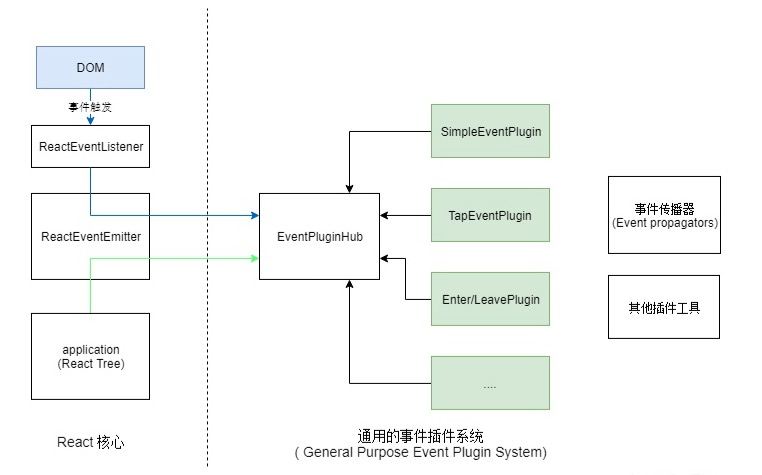 DOM
事件触发
ReactEventListener
ReactEventEmitter
application
(React Tree)
React 核心
EventPluginHub
SimpleEventPlugin
TapEventPlugin
Enter/LeavePlugin
....
通用的事件插件系统
( General Purpose Event Plugin System)
事件传播器
(Event propagators)
其他插件工具